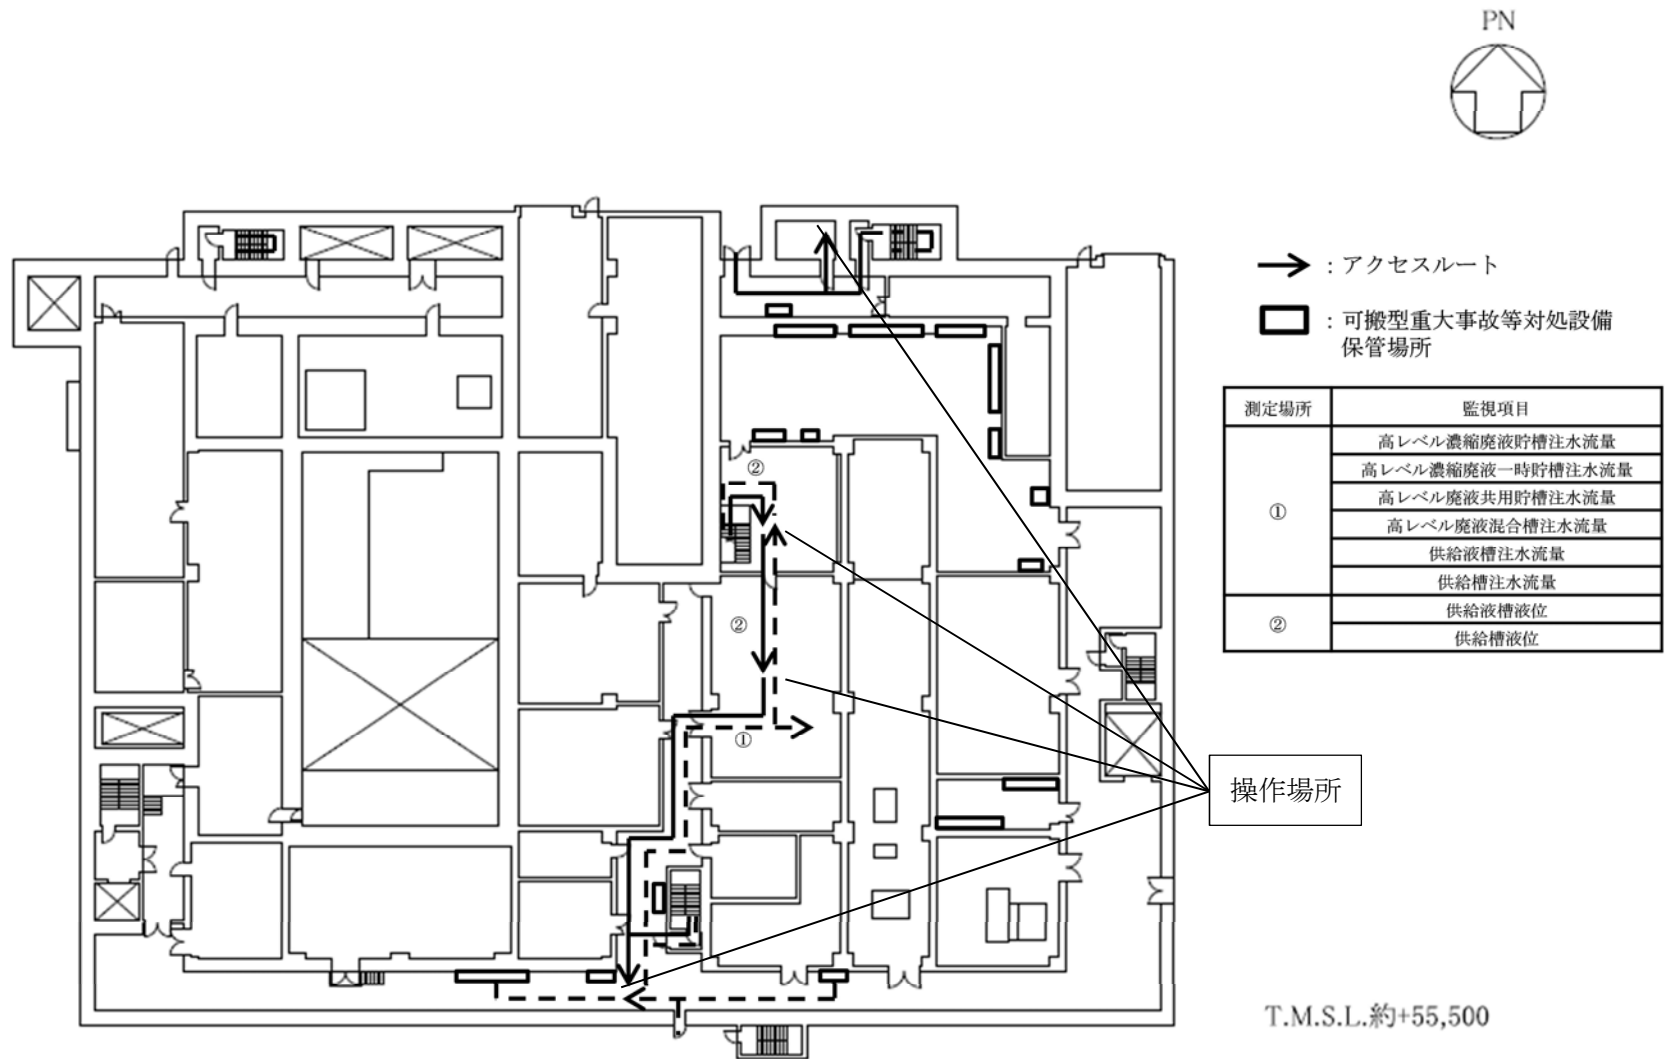 PN
：アクセスルート
：可搬型重大事故等対処設備
保管場所
測定場所 監視項目
① 高レベル濃縮廃液貯槽注水流量
高レベル濃縮廃液一時貯槽注水流量
高レベル廃液共用貯槽注水流量
高レベル廃液混合槽注水流量
供給液槽注水流量
供給槽注水流量
② 供給液槽液位
供給槽液位
②
②
①
操作場所
T.M.S.L.約+55,500